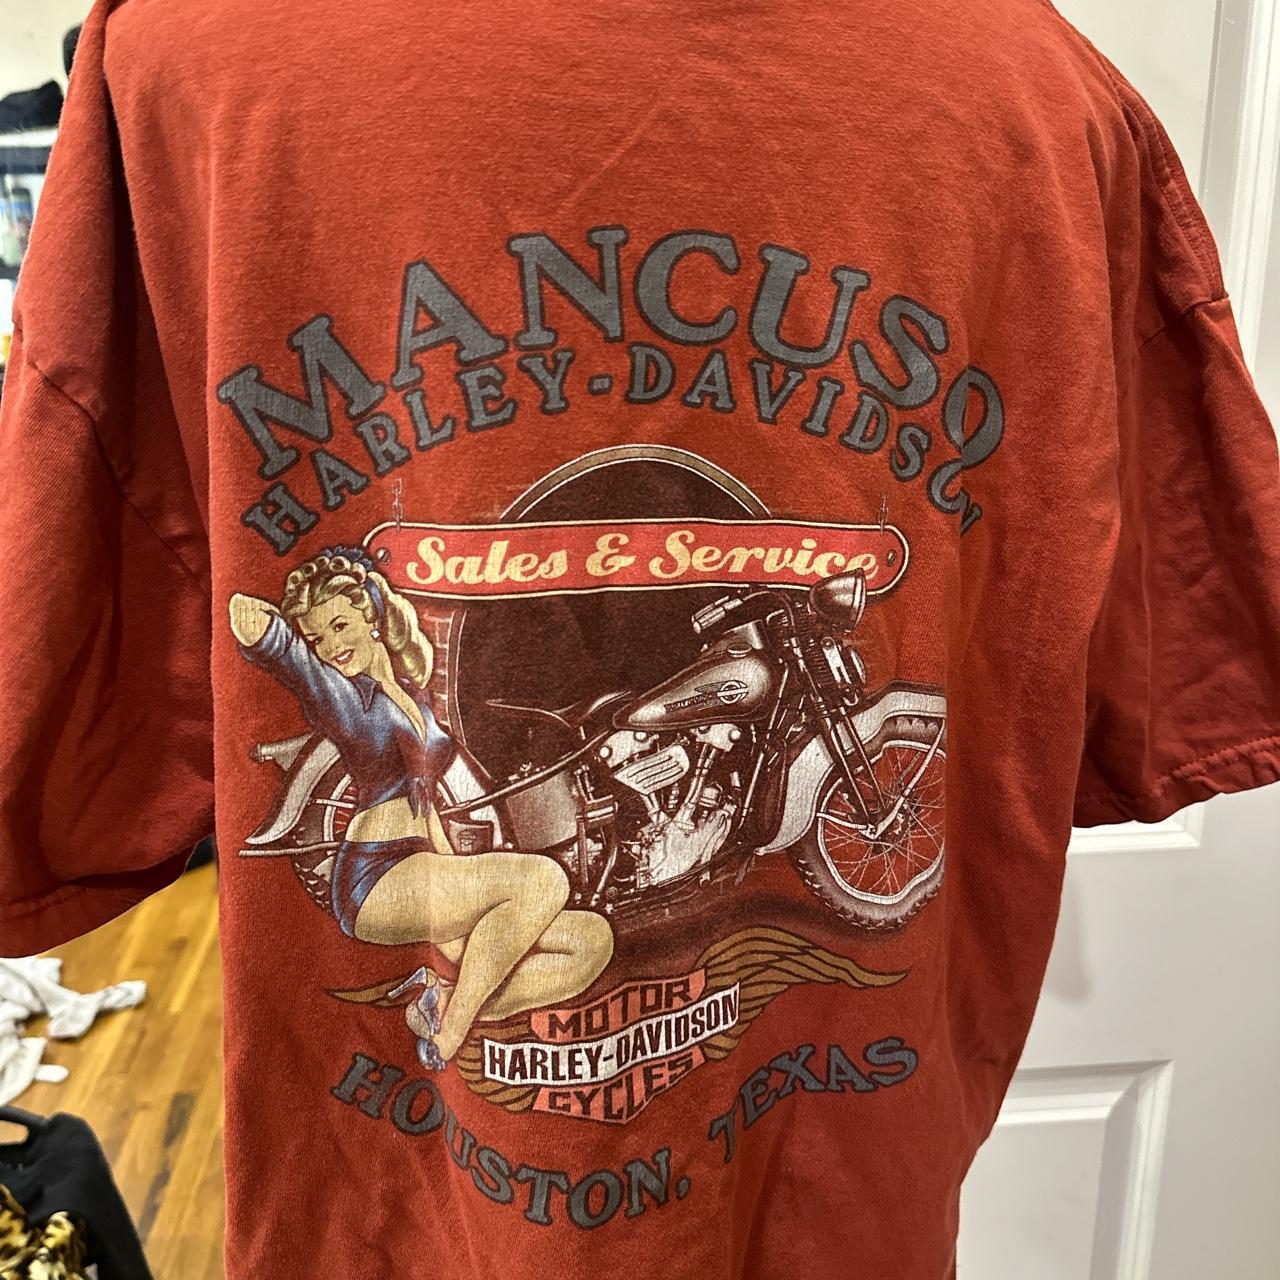 MANCUSO
HARLEY-DAVIDSON
Sales & Service
MOTOR
HARLEY-DAVIDSON
CYCLES
HOUSTON, TEXAS